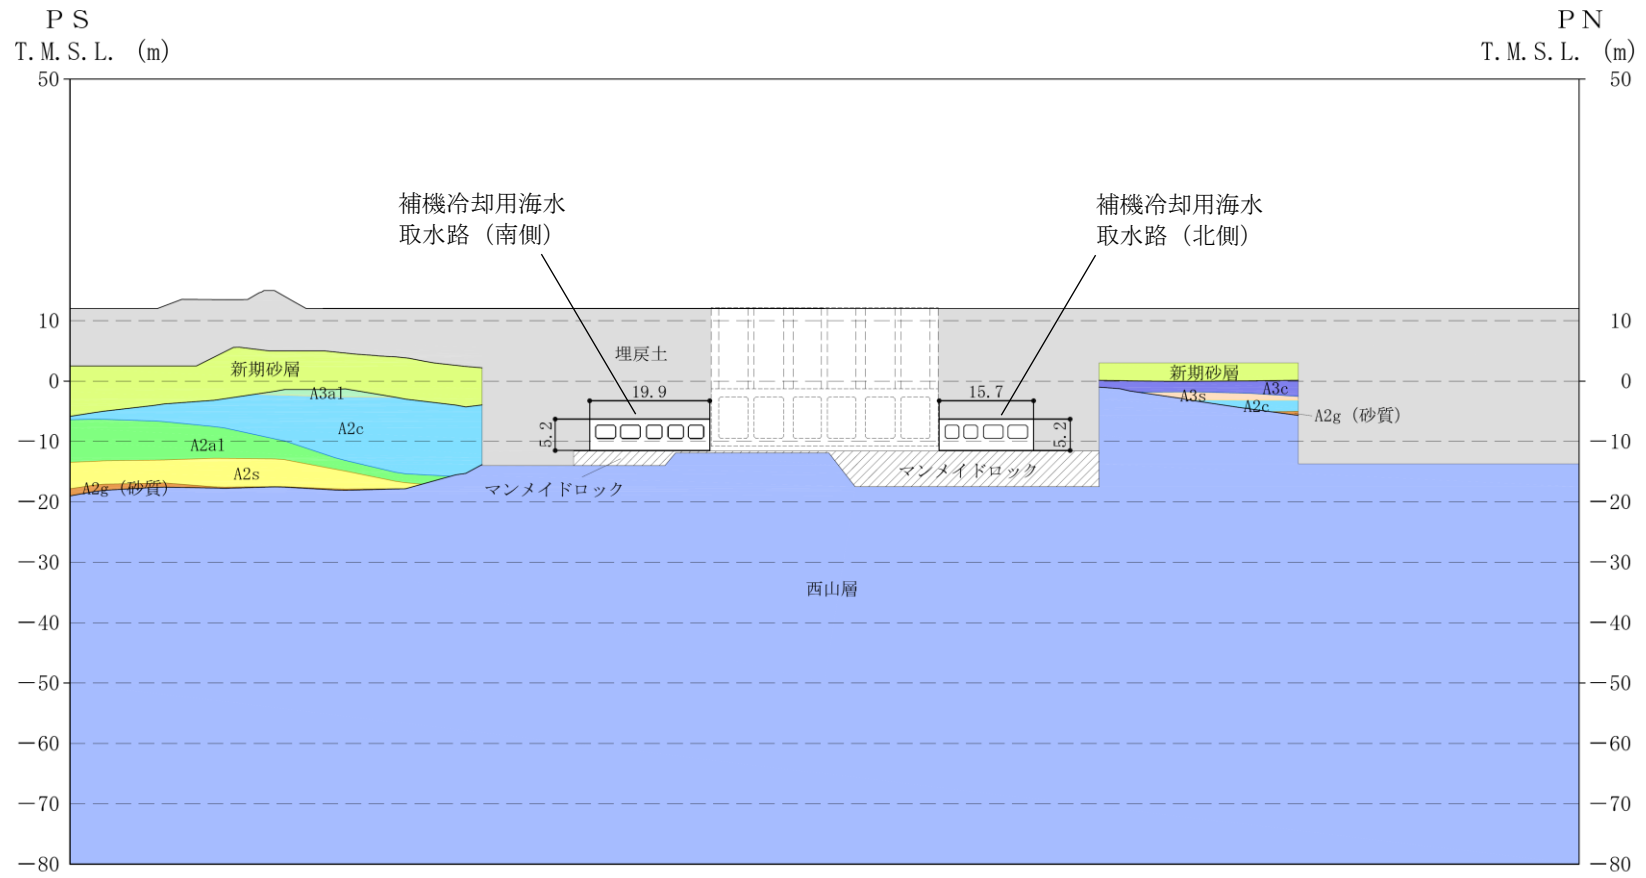 PS
PN
T.M.S.L. (m)
T.M.S.L. (m)
50
50
補機冷却用海水
取水路（南側）
補機冷却用海水
取水路（北側）
10
10
埋戻土
新期砂層
新期砂層
0
0
A3a1
19.9
15.7
A3c
A3s
A2c
A2g（砂質）
A2c
5.2
5.2
-10
-10
A2a1
A2s
マンメイドロック
A2g（砂質）
マンメイドロック
-20
-20
-30
-30
西山層
-40
-40
-50
-50
-60
-60
-70
-70
-80
-80